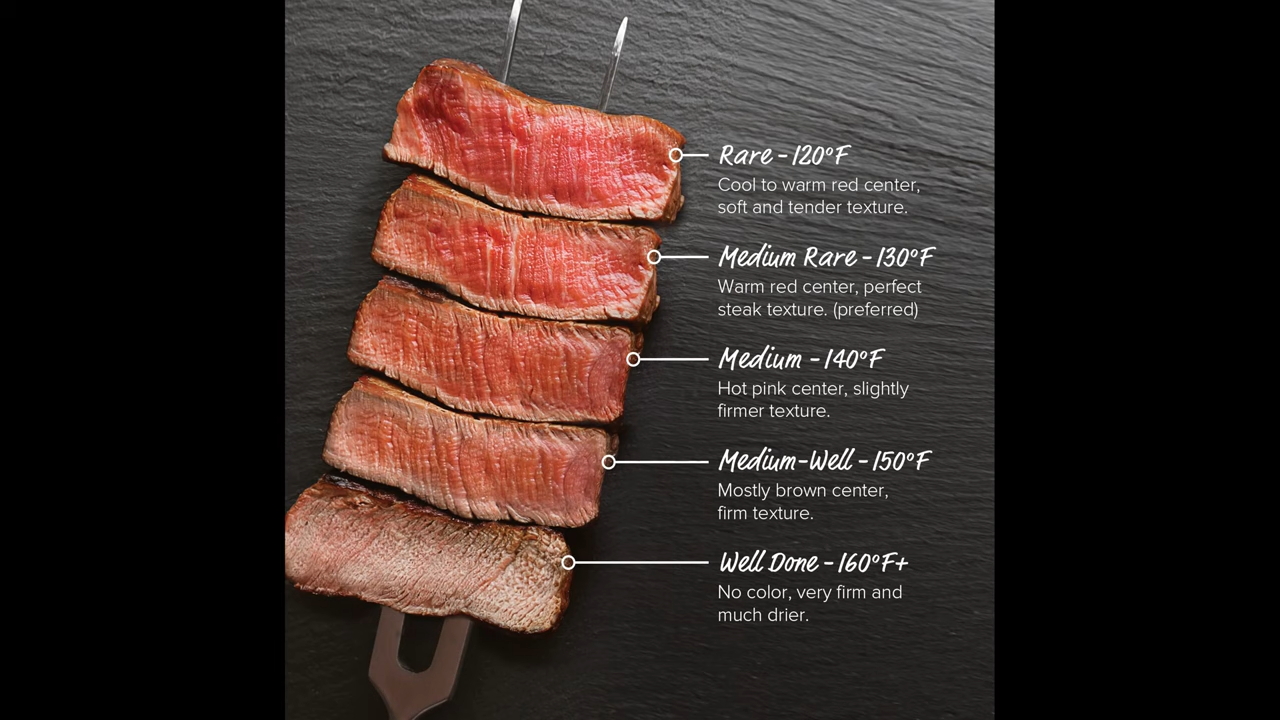 Rare - 120°F
Cool to warm red center,
soft and tender texture.
Medium Rare - 130°F
Warm red center, perfect
steak texture. (preferred)
Medium - 140°F
Hot pink center, slightly
firmer texture.
Medium-Well - 150°F
Mostly brown center,
firm texture.
Well Done - 160°F+
No color, very firm and
much drier.